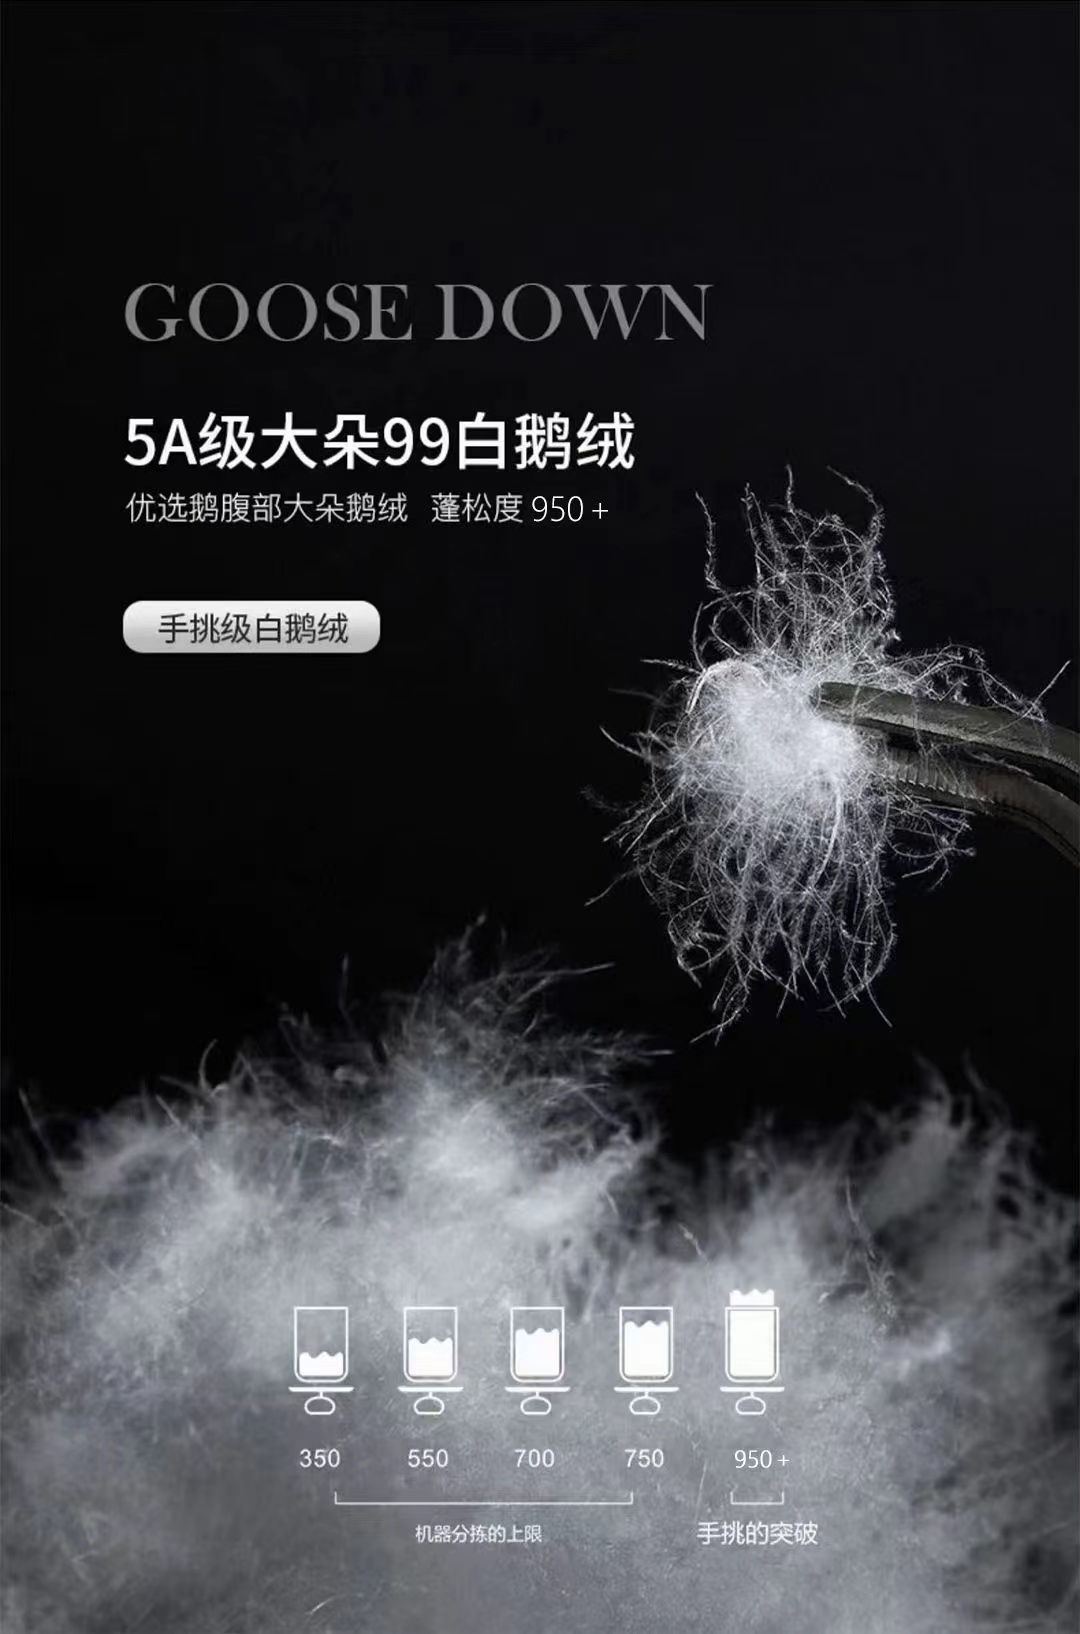 GOOSE DOWN
5A级大朵99白鹅绒
优选鹅腹部大朵鹅绒 蓬松度 950 +
手挑级白鹅绒
350 550 700 750 950 +
机器分拣的上限 手挑的突破